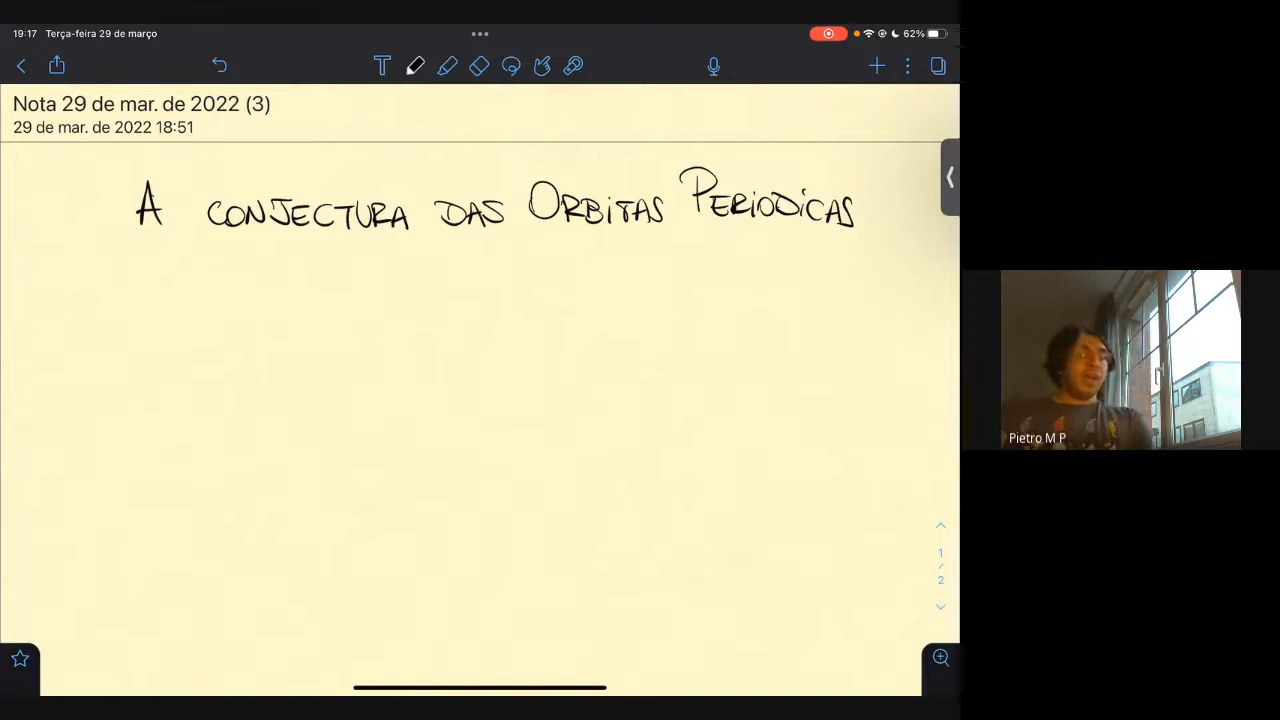 19:17 Terça-feira 29 de março
62%
Nota 29 de mar. de 2022 (3)
29 de mar. de 2022 18:51
A CONJECTURA DAS ORBITAS PERIODICAS
Pietro M P
1
/
2